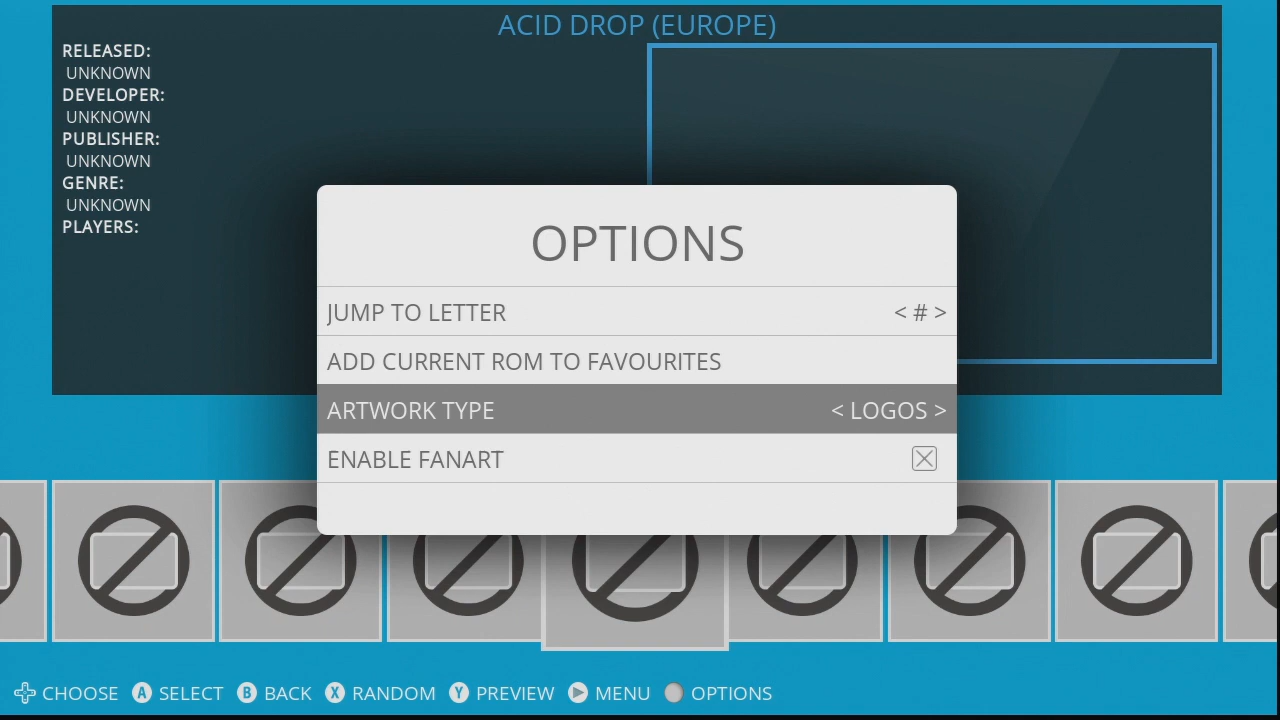 ACID DROP (EUROPE)
RELEASED:
UNKNOWN
DEVELOPER:
UNKNOWN
PUBLISHER:
UNKNOWN
GENRE:
UNKNOWN
PLAYERS:
OPTIONS
JUMP TO LETTER < # >
ADD CURRENT ROM TO FAVOURITES
ARTWORK TYPE < LOGOS >
ENABLE FANART
CHOOSE A SELECT B BACK X RANDOM Y PREVIEW MENU OPTIONS